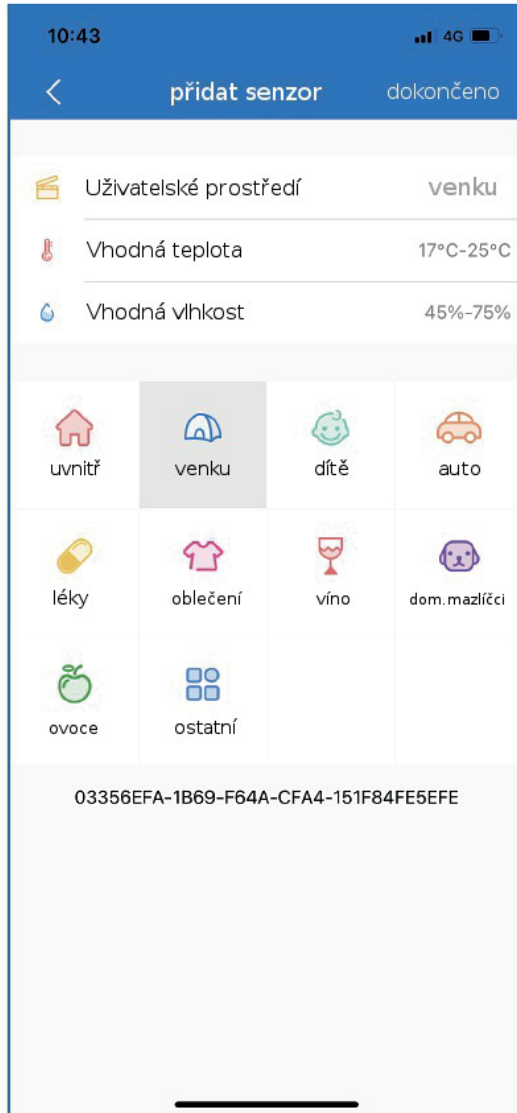 10:43 4G
přidat senzor dokončeno
Uživatelské prostředí venku
Vhodná teplota 17°C-25°C
Vhodná vlhkost 45%-75%
uvnitř venku dítě auto
léky oblečení víno dom.mazlíčci
ovoce ostatní
03356EFA-1B69-F64A-CFA4-151F84FE5EFE